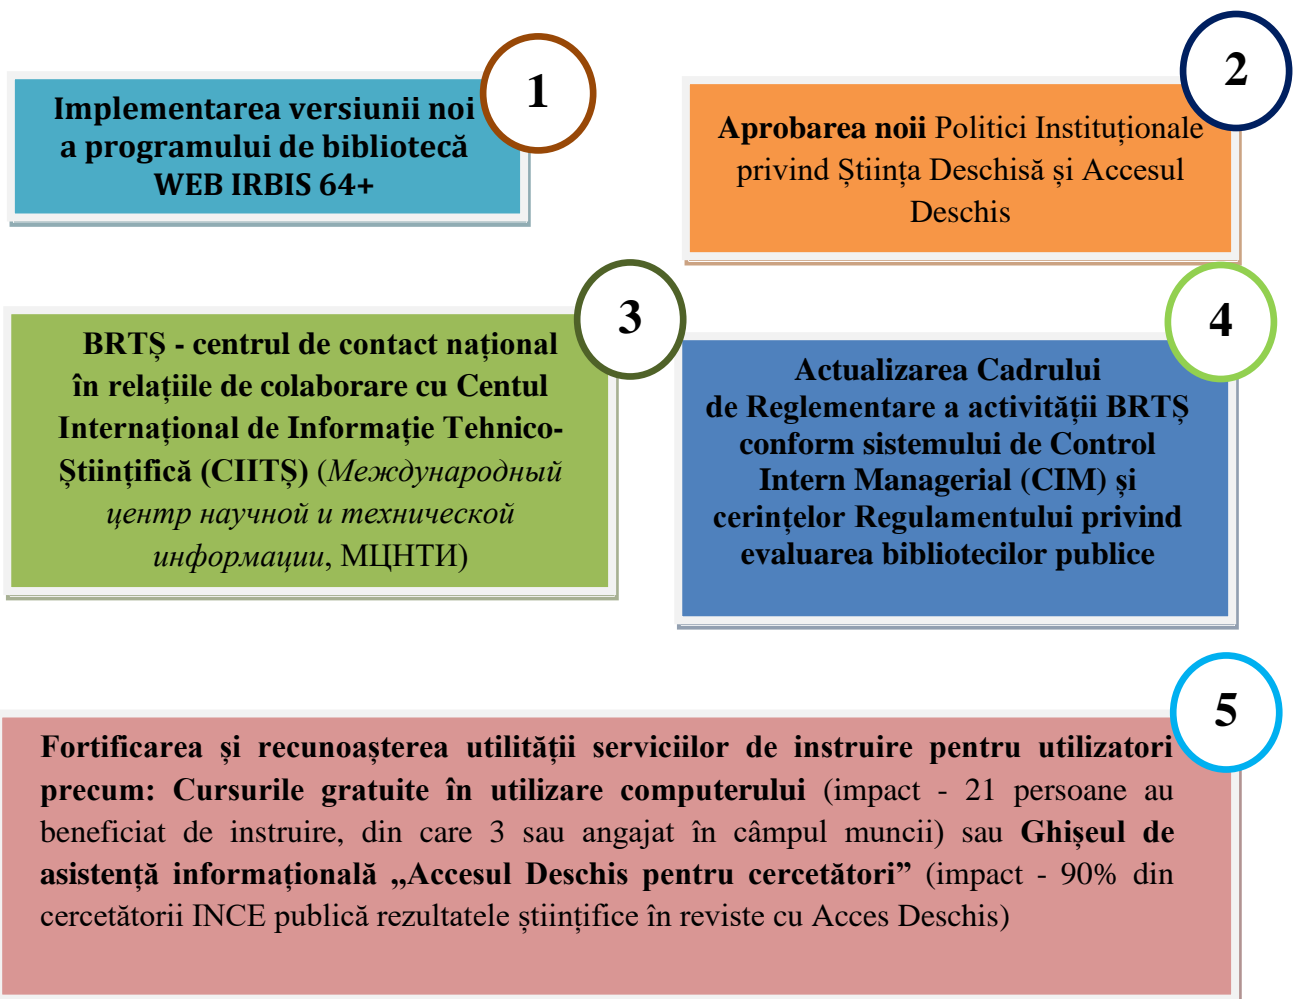 1
Implementarea versiunii noi
a programului de bibliotecă
WEB IRBIS 64+
2
Aprobarea noii Politici Instituționale
privind Știința Deschisă și Accesul
Deschis
3
BRTȘ - centrul de contact național
în relațiile de colaborare cu Centul
Internațional de Informație Tehnico-
Științifică (CIITȘ) (Международный
центр научной и технической
информации, МЦНТИ)
4
Actualizarea Cadrului
de Reglementare a activității BRTȘ
conform sistemului de Control
Intern Managerial (CIM) și
cerințelor Regulamentului privind
evaluarea bibliotecilor publice
5
Fortificarea și recunoașterea utilității serviciilor de instruire pentru utilizatori
precum: Cursurile gratuite în utilizare computerului (impact - 21 persoane au
beneficiat de instruire, din care 3 sau angajat în câmpul muncii) sau Ghișeul de
asistență informațională „Accesul Deschis pentru cercetători” (impact - 90% din
cercetătorii INCE publică rezultatele științifice în reviste cu Acces Deschis)